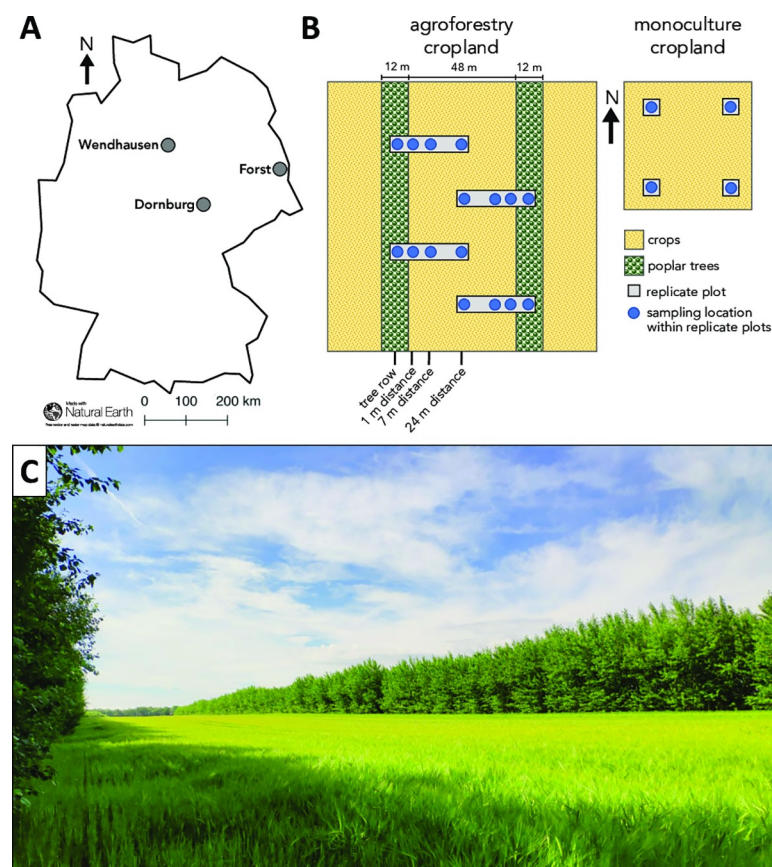 A
N
Wendhausen
Forst
Dornburg
Made with
Natural Earth
0 100 200 km
B
agroforestry
cropland
monoculture
cropland
12 m 48 m 12 m
N
crops
poplar trees
replicate plot
sampling location
within replicate plots
tree row
1 m distance
7 m distance
24 m distance
C